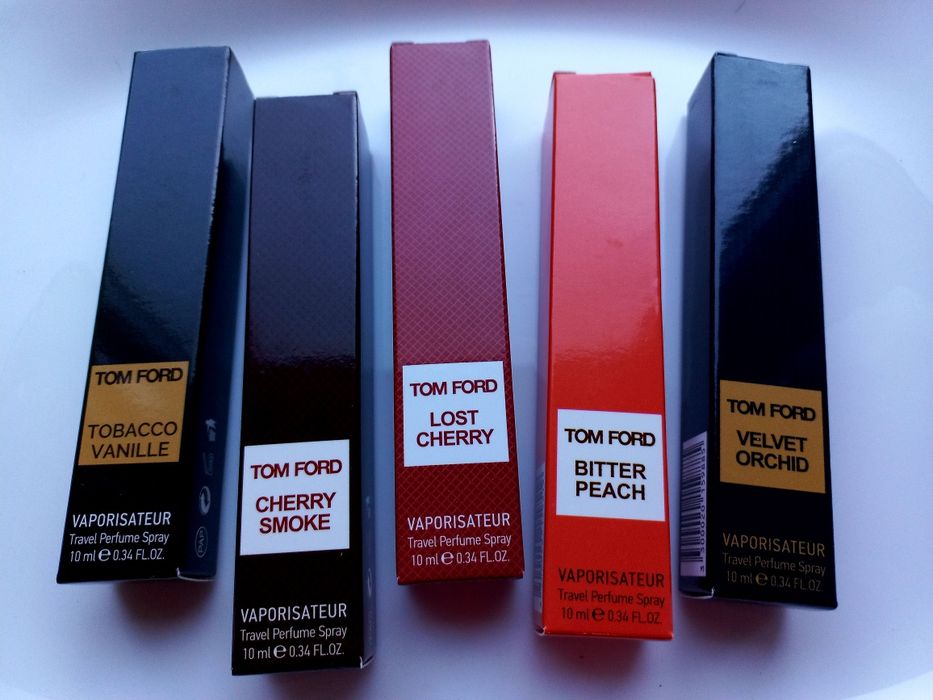 TOM FORD
TOBACCO
VANILLE
VAPORISATEUR
Travel Perfume Spray
10 ml e 0.34 FL.OZ.
PAP
TOM FORD
CHERRY
SMOKE
VAPORISATEUR
Travel Perfume Spray
10 ml e 0.34 FL.OZ.
TOM FORD
LOST
CHERRY
VAPORISATEUR
Travel Perfume Spray
10 ml e 0.34 FL.OZ.
TOM FORD
BITTER
PEACH
VAPORISATEUR
Travel Perfume Spray
10 ml e 0.34 FL.OZ.
TOM FORD
VELVET
ORCHID
VAPORISATEUR
Travel Perfume Spray
10 ml e 0.34 FL.OZ.